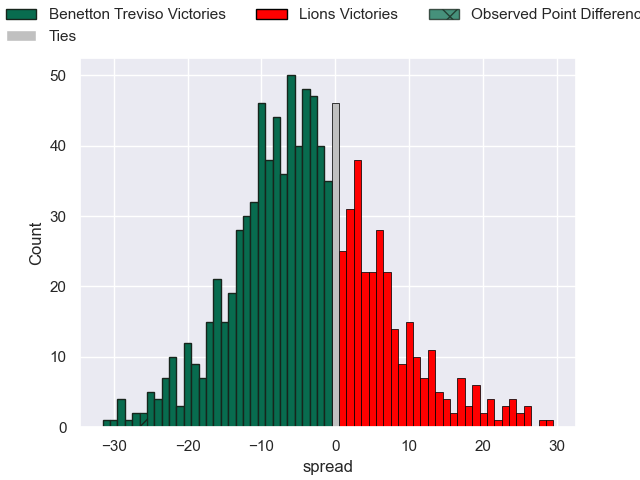 Benetton Treviso Victories Lions Victories Observed Point Differenc
Ties
50
40
30
20
10
0
Count
−30 −20 −10 0 10 20 30
spread